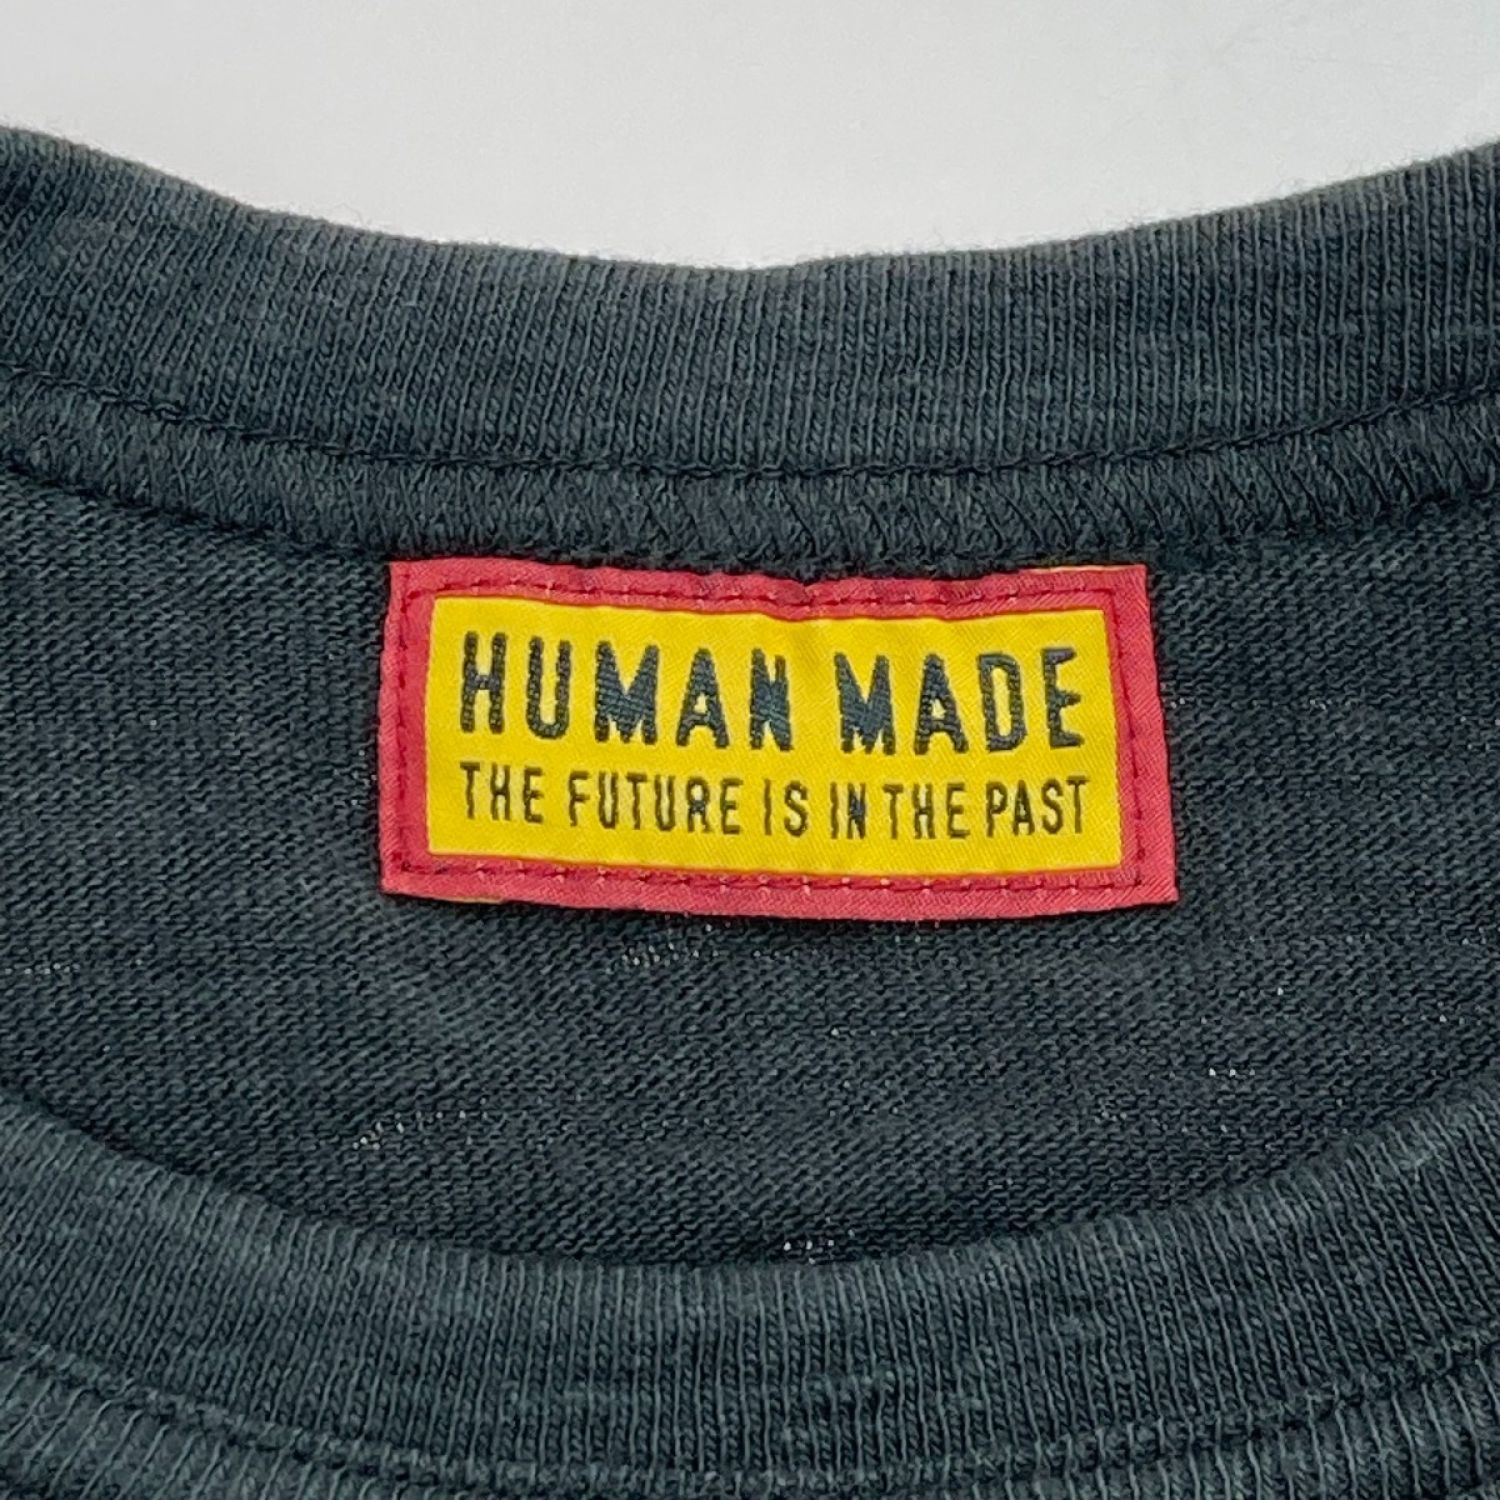 HUMAN MADE
THE FUTURE IS IN THE PAST